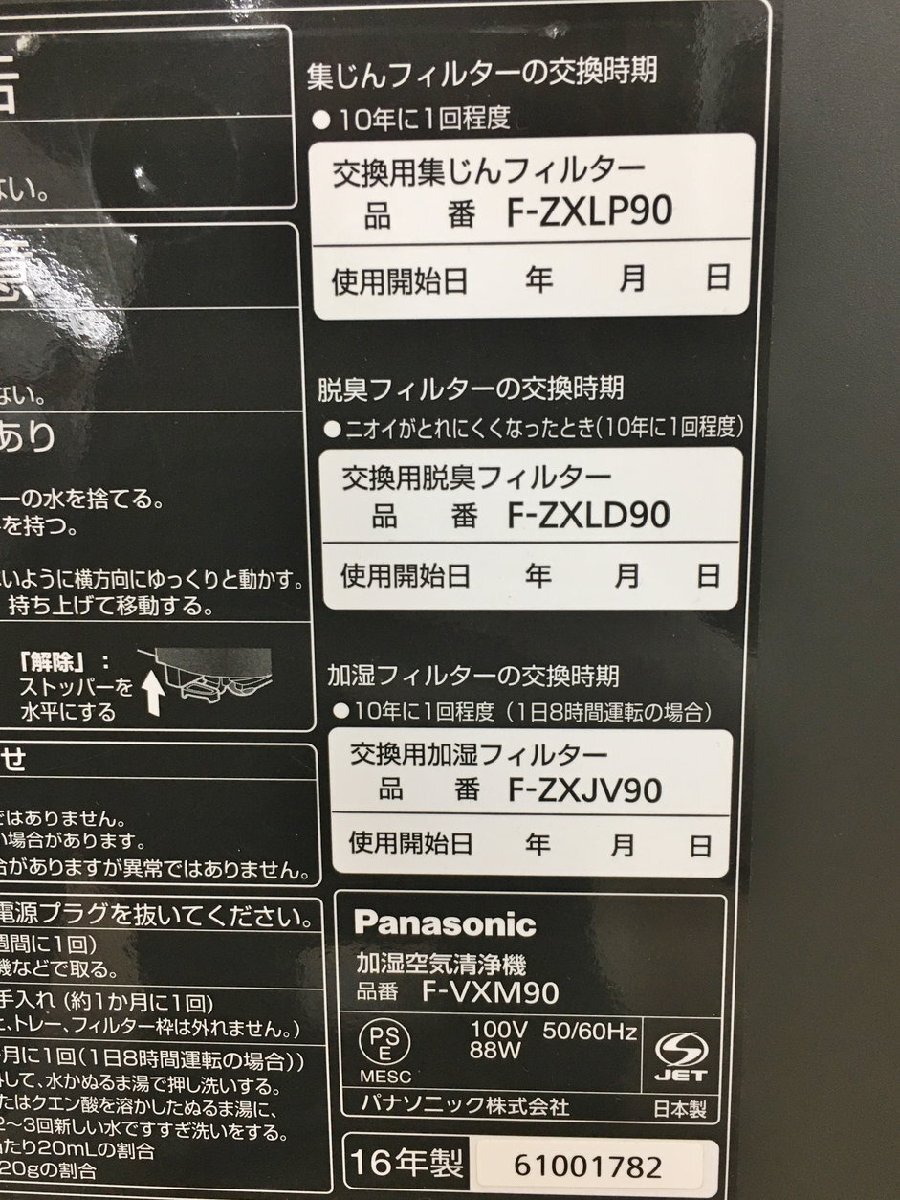 ない。
ない。
あり
ーの水を捨てる。
を持つ。
いように横方向にゆっくりと動かす。
持ち上げて移動する。
「解除」:
ストッパーを
水平にする
せ
ではありません。
い場合があります。
合がありますが異常ではありません。
電源プラグを抜いてください。
週間に1回)
機などで取る。
手入れ(約1か月に1回)
に、トレー、フィルター枠は外れません。)
月に1回(1日8時間運転の場合))
して、水かぬるま湯で押し洗いする。
たはクエン酸を溶かしたぬるま湯に、
2〜3回新しい水ですすぎ洗いをする。
たり20mLの割合
20gの割合
集じんフィルターの交換時期
●10年に1回程度
交換用集じんフィルター
品 番 F-ZXLP90
使用開始日 年 月 日
脱臭フィルターの交換時期
●ニオイがとれにくくなったとき(10年に1回程度)
交換用脱臭フィルター
品 番 F-ZXLD90
使用開始日 年 月 日
加湿フィルターの交換時期
●10年に1回程度(1日8時間運転の場合)
交換用加湿フィルター
品 番 F-ZXJV90
使用開始日 年 月 日
Panasonic
加湿空気清浄機
品番 F-VXM90
PS
E
MESC
100V 50/60Hz
88W
JET
パナソニック株式会社 日本製
16年製 61001782